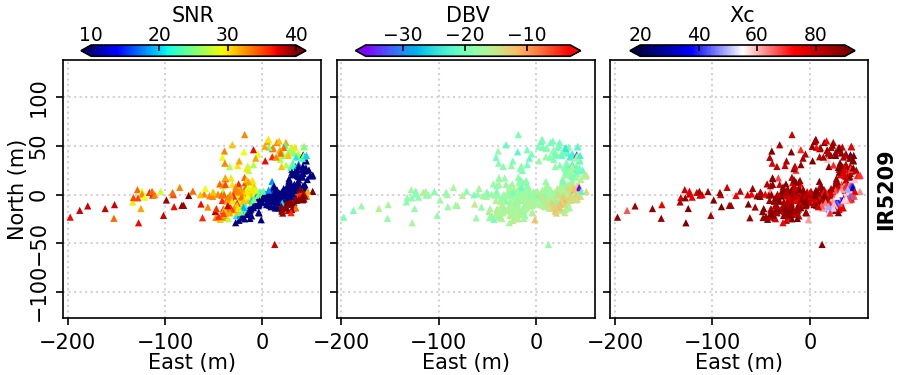 SNR DBV Xc
10 20 30 40 −30 −20 −10 20 40 60 80
100
50
0
−50
−100
North (m)
IR5209
−200 −100 0 −200 −100 0 −200 −100 0
East (m) East (m) East (m)